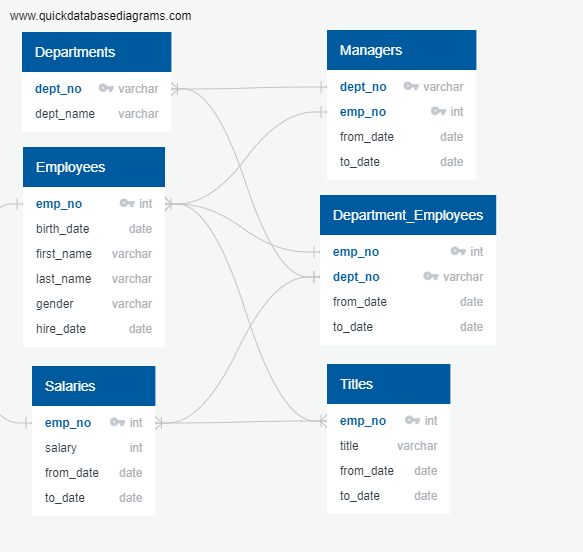 www.quickdatabasediagrams.com
Departments
dept_no varchar
dept_name varchar
Employees
emp_no int
birth_date date
first_name varchar
last_name varchar
gender varchar
hire_date date
Salaries
emp_no int
salary int
from_date date
to_date date
Managers
dept_no varchar
emp_no int
from_date date
to_date date
Department_Employees
emp_no int
dept_no varchar
from_date date
to_date date
Titles
emp_no int
title varchar
from_date date
to_date date